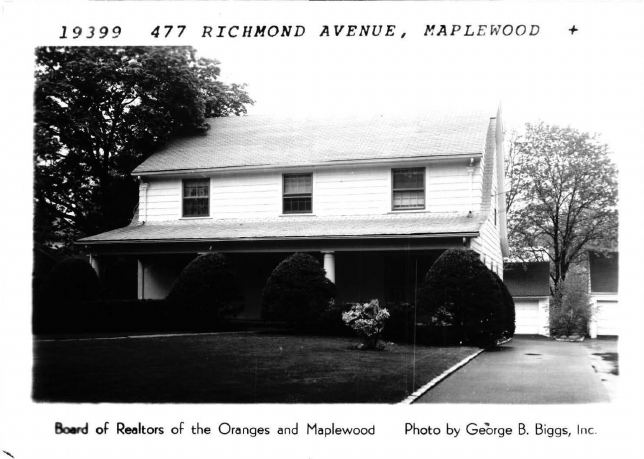 19399 477 RICHMOND AVENUE, MAPLEWOOD +
Board of Realtors of the Oranges and Maplewood Photo by George B. Biggs, Inc.